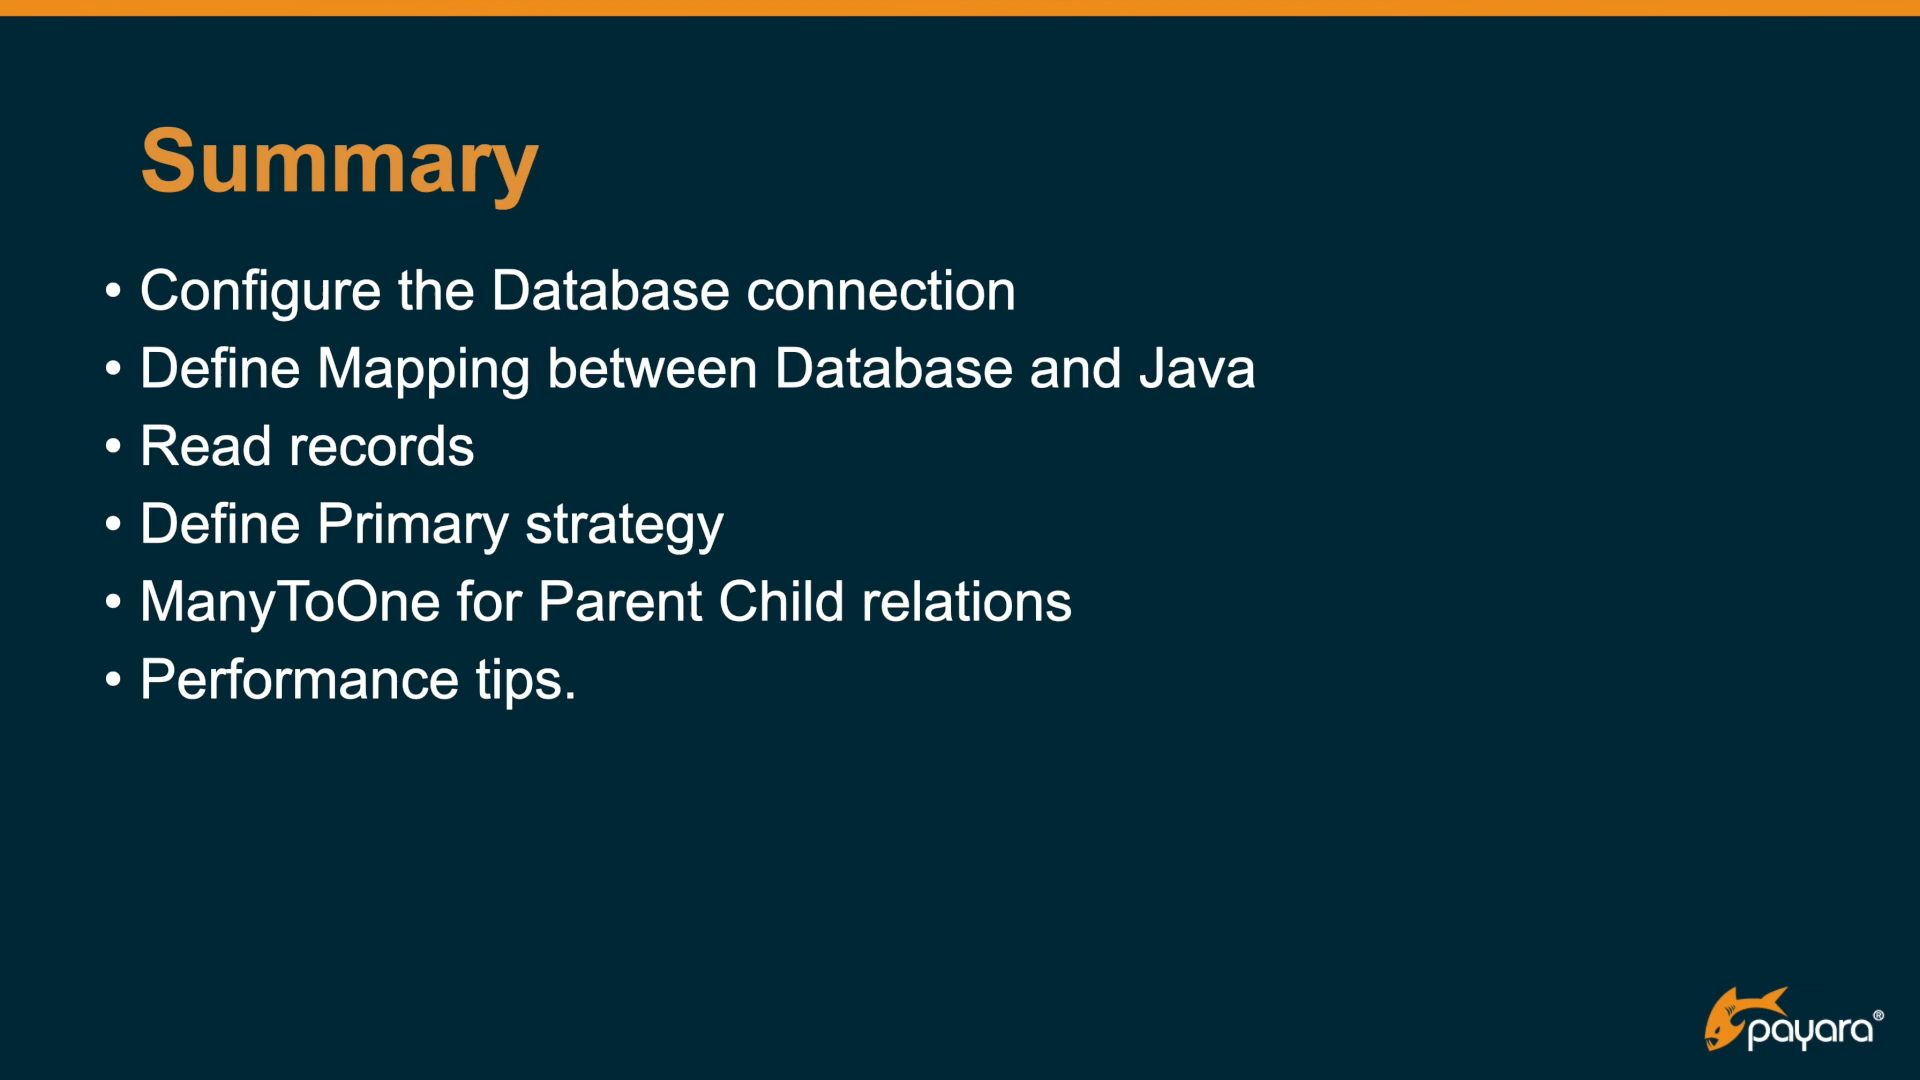 Summary
• Configure the Database connection
• Define Mapping between Database and Java
• Read records
• Define Primary strategy
• ManyToOne for Parent Child relations
• Performance tips.
payara®